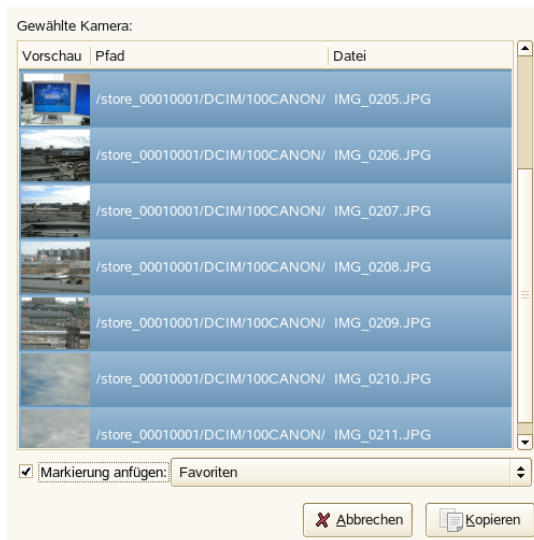 Gewählte Kamera:
Vorschau Pfad Datei
/store_00010001/DCIM/100CANON/ IMG_0205.JPG
/store_00010001/DCIM/100CANON/ IMG_0206.JPG
/store_00010001/DCIM/100CANON/ IMG_0207.JPG
/store_00010001/DCIM/100CANON/ IMG_0208.JPG
/store_00010001/DCIM/100CANON/ IMG_0209.JPG
/store_00010001/DCIM/100CANON/ IMG_0210.JPG
/store_00010001/DCIM/100CANON/ IMG_0211.JPG
Markierung anfügen: Favoriten
Abbrechen Kopieren